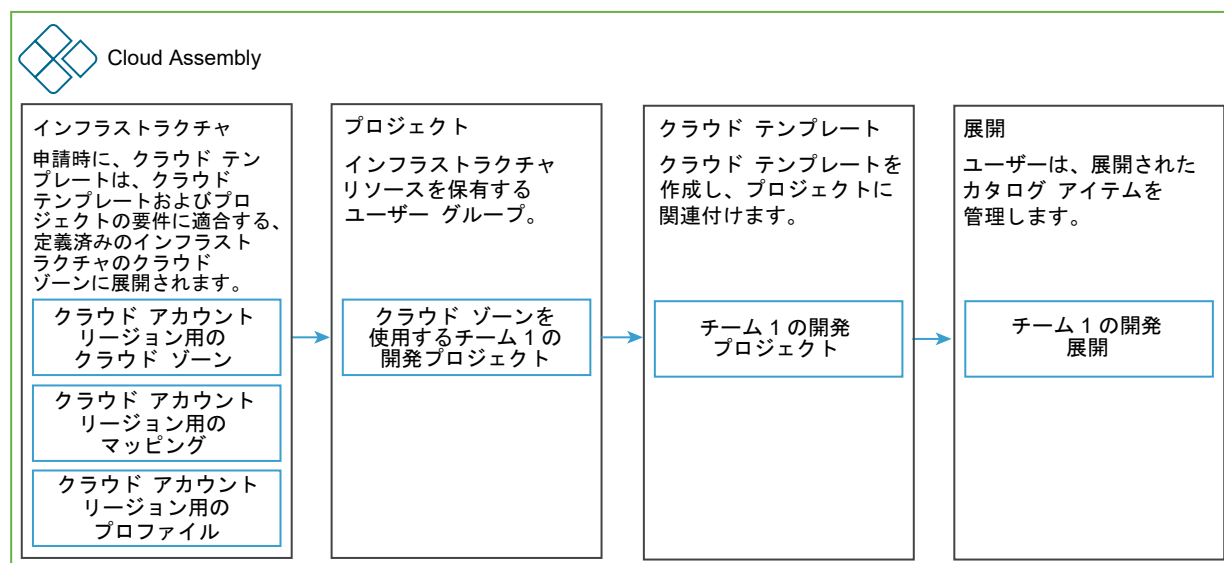 Cloud Assembly
インフラストラクチャ
申請時に、クラウド テン
プレートは、クラウド
テンプレートおよびプロ
ジェクトの要件に適合する、
定義済みのインフラスト
ラクチャのクラウド
ゾーンに展開されます。
クラウド アカウント
リージョン用の
クラウド ゾーン
クラウド アカウント
リージョン用の
マッピング
クラウド アカウント
リージョン用の
プロファイル
プロジェクト
インフラストラクチャ
リソースを保有する
ユーザー グループ。
クラウド ゾーンを
使用するチーム 1 の
開発プロジェクト
クラウド テンプレート
クラウド テンプレートを
作成し、プロジェクトに
関連付けます。
チーム 1 の開発
プロジェクト
展開
ユーザーは、展開された
カタログ アイテムを
管理します。
チーム 1 の開発
展開